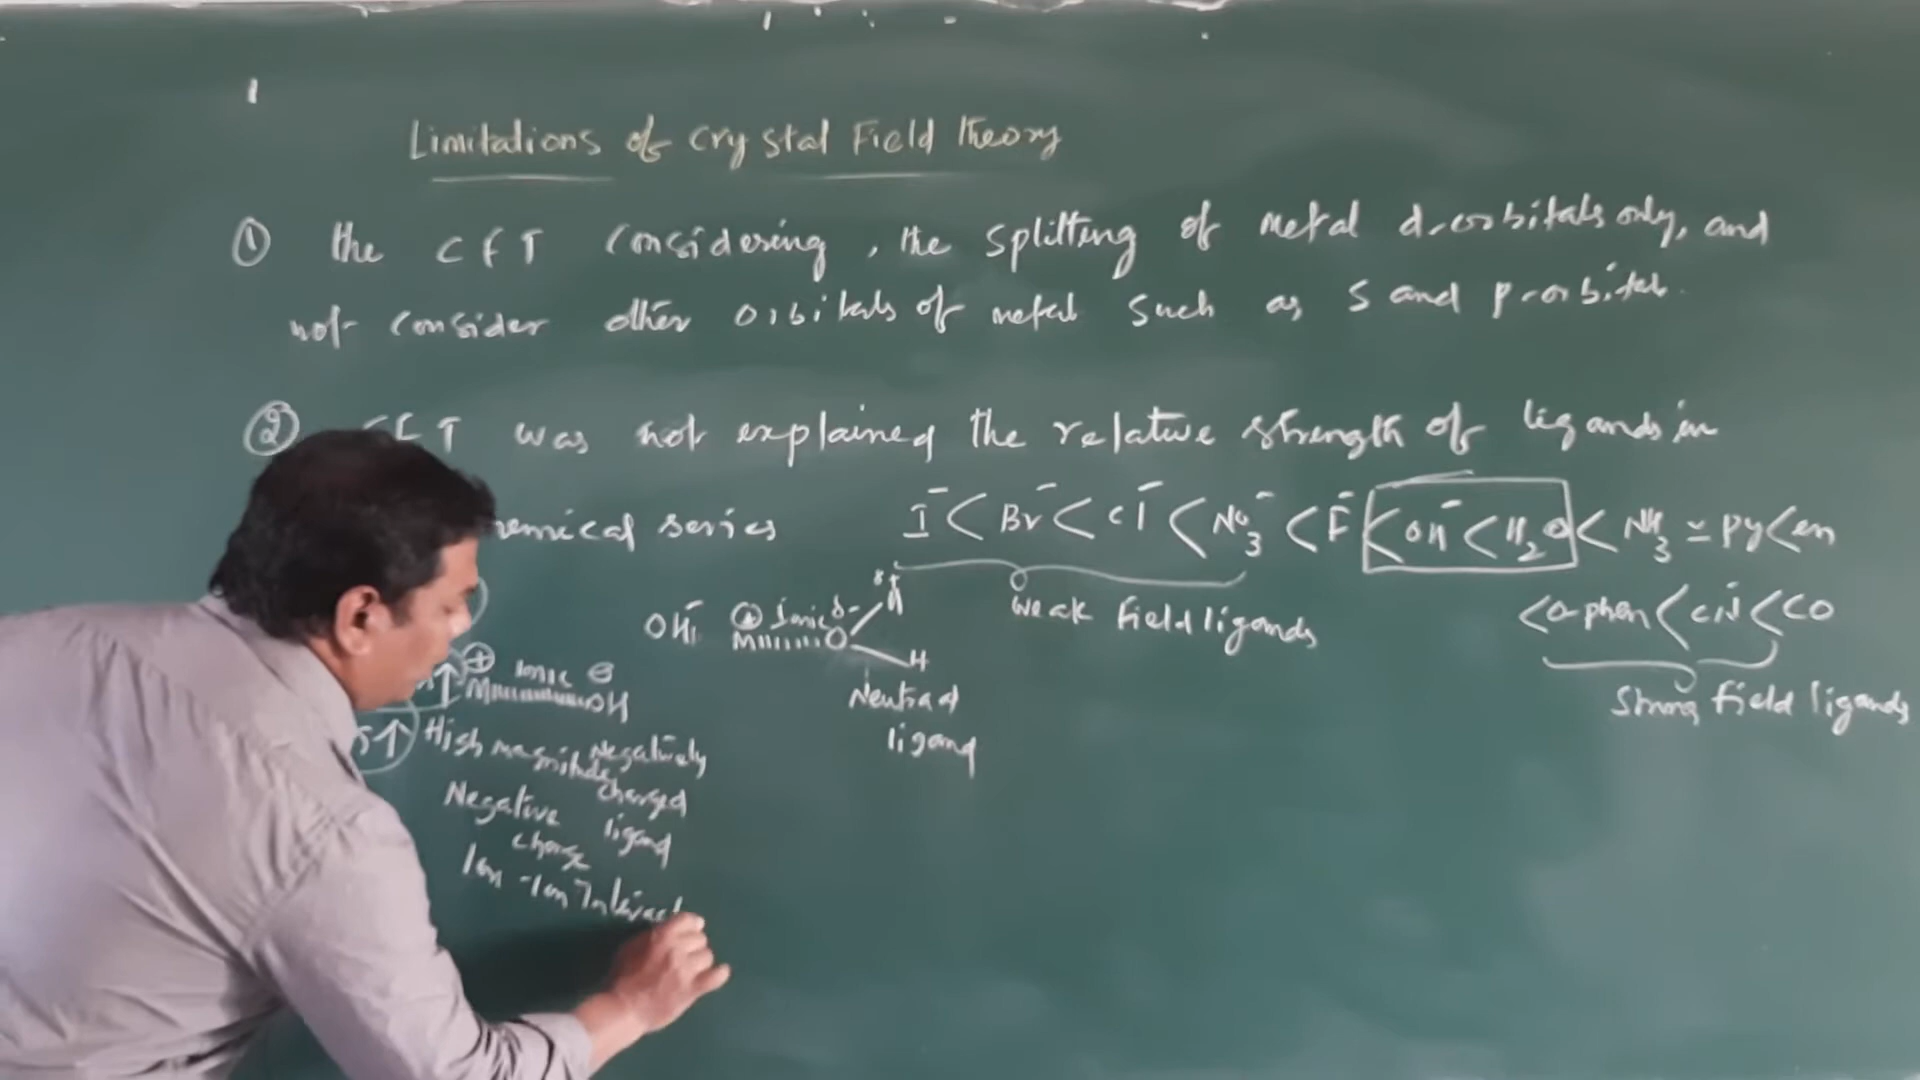 Limitations of Crystal Field theory
① the CFT Considering, the splitting of metal d-orbitals only, and
not consider other orbitals of metal such as s and p-orbitals.
② CFT was not explained the relative strength of ligands in
chemical series
I⁻ < Br⁻ < Cl⁻ < NO₃⁻ < F⁻ < OH⁻ < H₂O < NH₃ ≃ py < en
< o-phen < CN⁻ < CO
weak field ligands
Strong field ligands
OH⁻
⊕ Ionic δ-
M O H
H
Neutral
ligand
⊕ Ionic ⊖
M OH
High magnitude
Negative
charge
Negatively
charged
ligand
Ion-Ion Interact